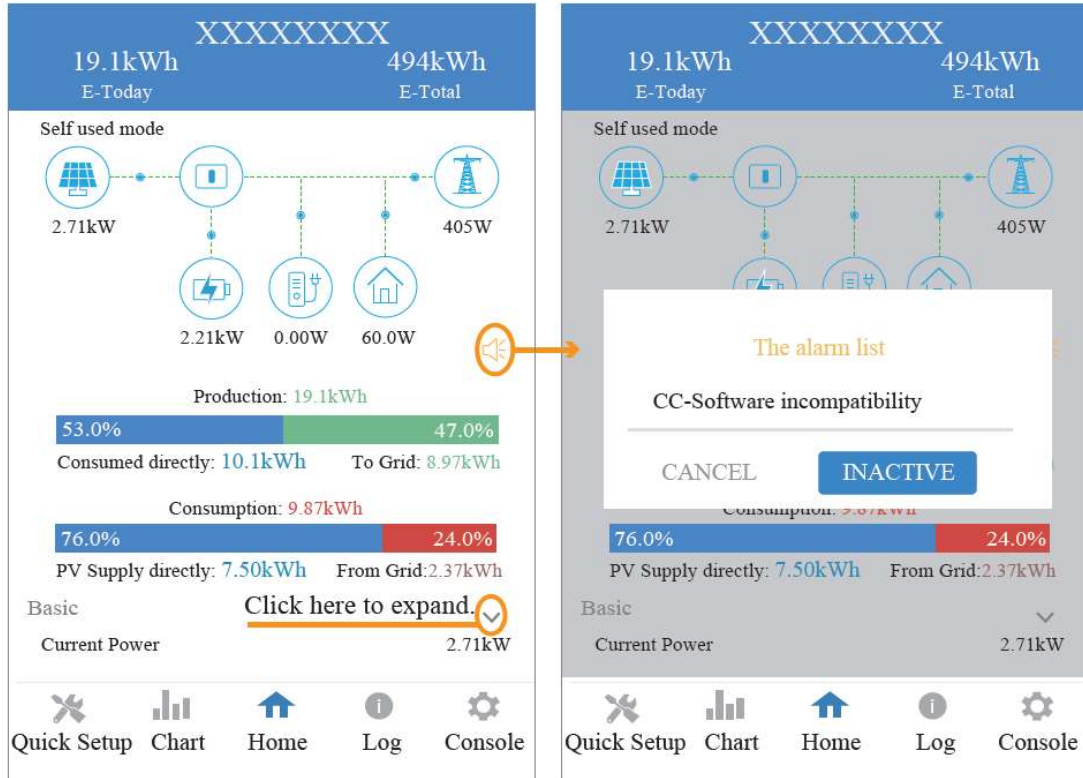 XXXXXXXX
19.1kWh 494kWh
E-Today E-Total
Self used mode
2.71kW 405W
2.21kW 0.00W 60.0W
Production: 19.1kWh
53.0% 47.0%
Consumed directly: 10.1kWh To Grid: 8.97kWh
Consumption: 9.87kWh
76.0% 24.0%
PV Supply directly: 7.50kWh From Grid:2.37kWh
Basic Click here to expand.
Current Power 2.71kW
Quick Setup Chart Home Log Console
XXXXXXXX
19.1kWh 494kWh
E-Today E-Total
Self used mode
2.71kW 405W
The alarm list
CC-Software incompatibility
CANCEL INACTIVE
Consumption: 9.87kWh
76.0% 24.0%
PV Supply directly: 7.50kWh From Grid:2.37kWh
Basic
Current Power 2.71kW
Quick Setup Chart Home Log Console